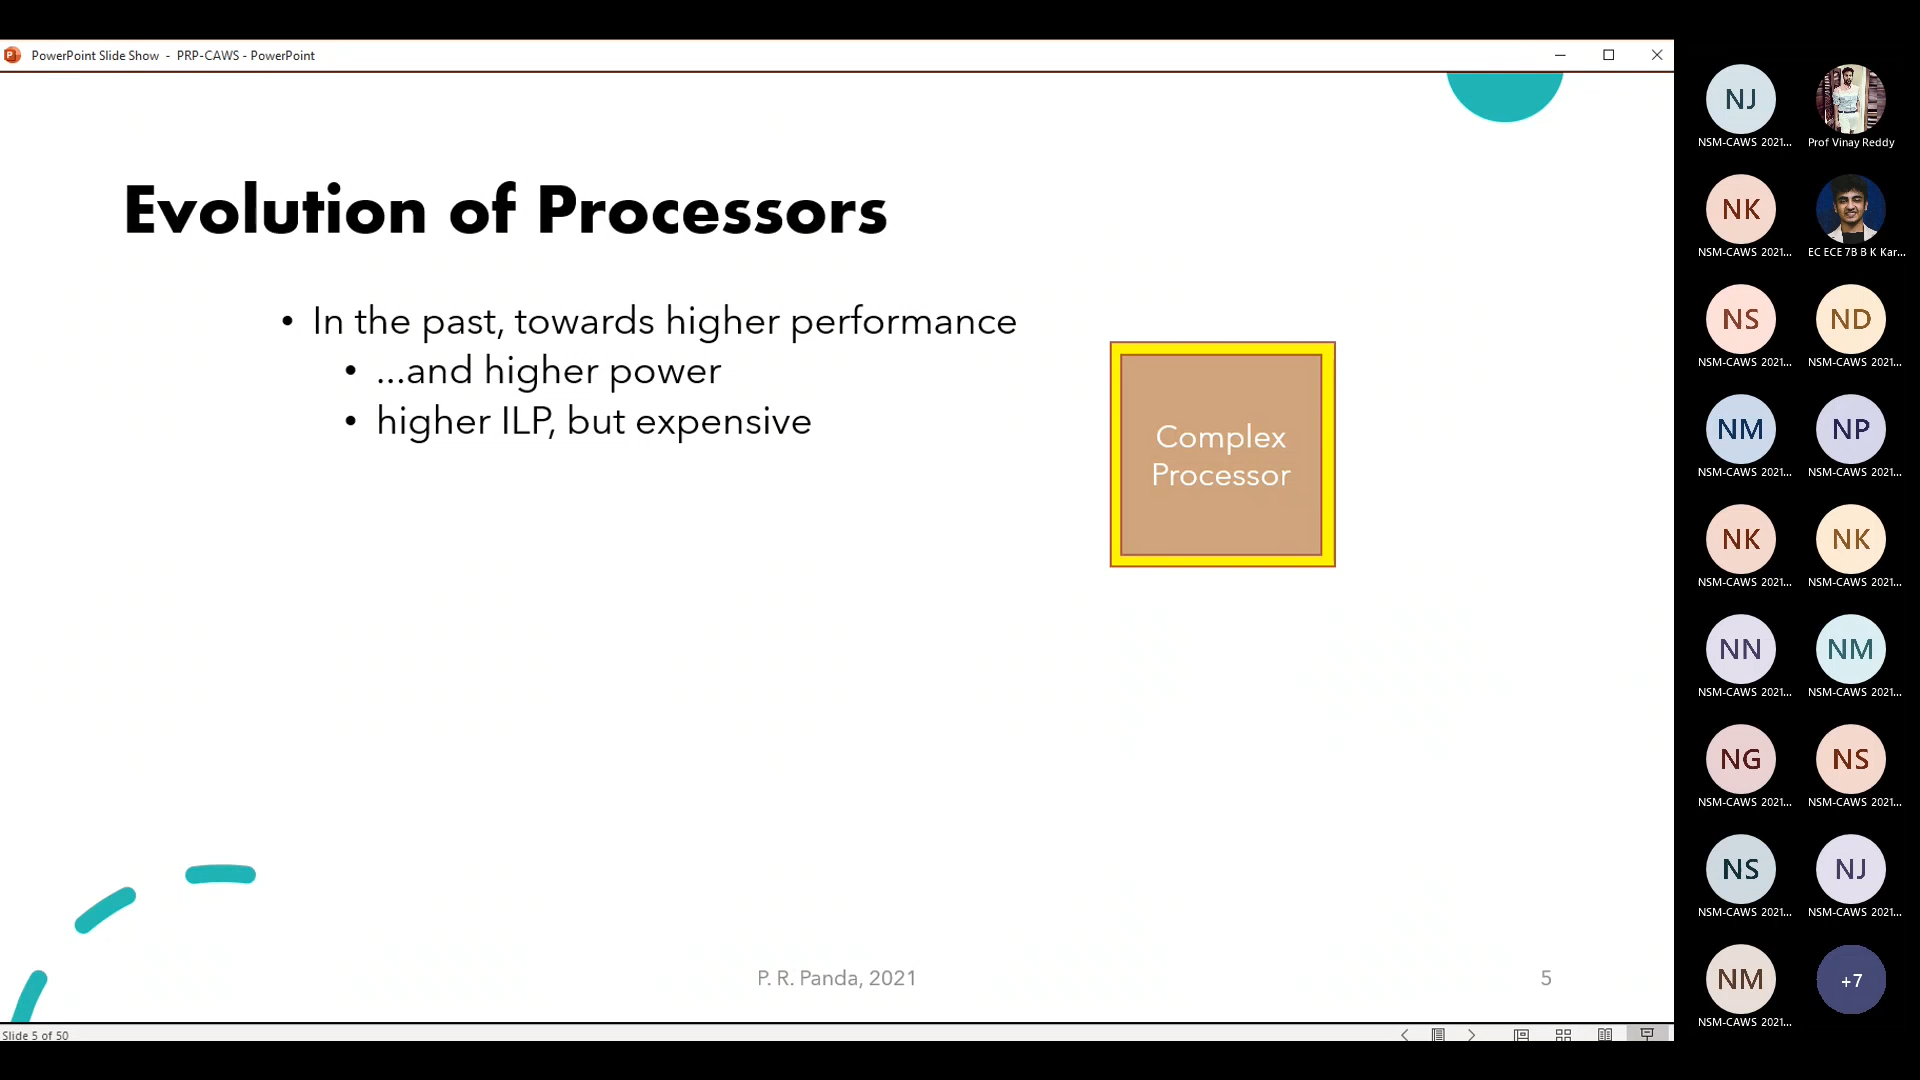 PowerPoint Slide Show - PRP-CAWS - PowerPoint
Evolution of Processors
• In the past, towards higher performance
• ...and higher power
• higher ILP, but expensive
Complex
Processor
P. R. Panda, 2021
5
Slide 5 of 50
NJ
NSM-CAWS 2021...
Prof Vinay Reddy
NK
NSM-CAWS 2021...
EC ECE 7B B K Kar...
NS
NSM-CAWS 2021...
ND
NSM-CAWS 2021...
NM
NSM-CAWS 2021...
NP
NSM-CAWS 2021...
NK
NSM-CAWS 2021...
NK
NSM-CAWS 2021...
NN
NSM-CAWS 2021...
NM
NSM-CAWS 2021...
NG
NSM-CAWS 2021...
NS
NSM-CAWS 2021...
NS
NSM-CAWS 2021...
NJ
NSM-CAWS 2021...
NM
NSM-CAWS 2021...
+7